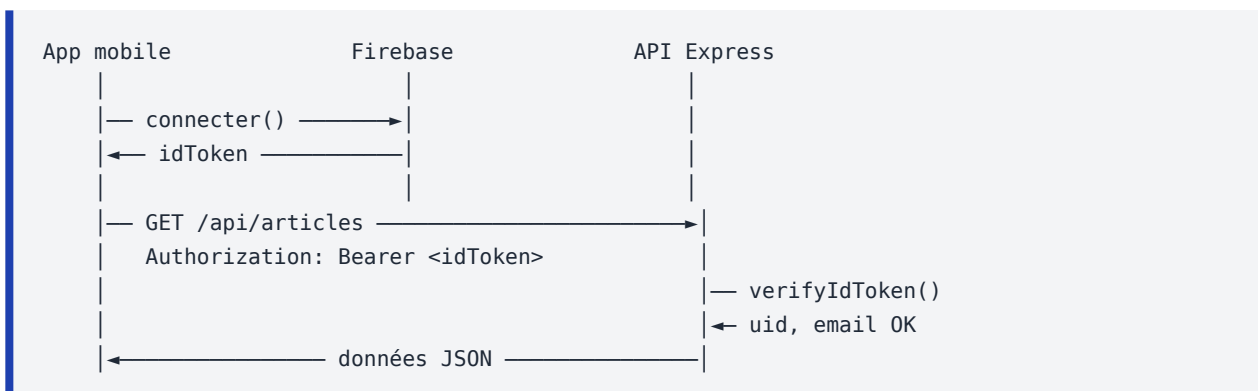 App mobile Firebase API Express
connecter()
idToken
GET /api/articles
Authorization: Bearer <idToken>
verifyIdToken()
uid, email OK
données JSON